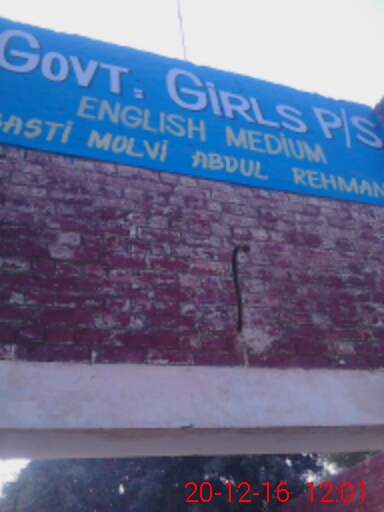 GOVT. GIRLS P/S
ENGLISH MEDIUM
BASTI MOLVI ABDUL REHMAN
20-12-16 12:01